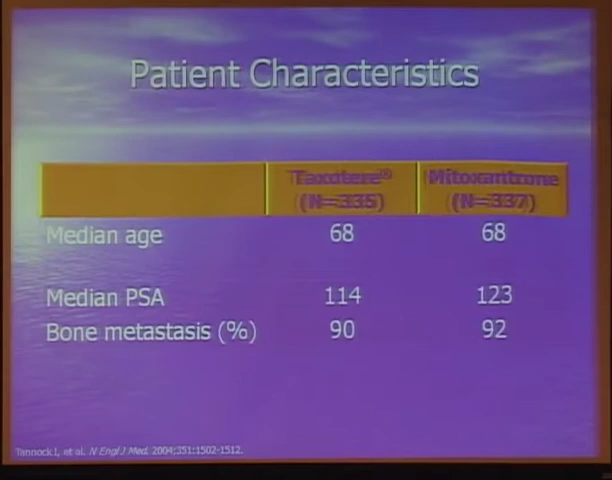 Patient Characteristics
Taxotere® Mitoxantrone
(N=335) (N=337)
Median age 68 68
Median PSA 114 123
Bone metastasis (%) 90 92
Tannock I, et al. N Engl J Med. 2004;351:1502-1512.